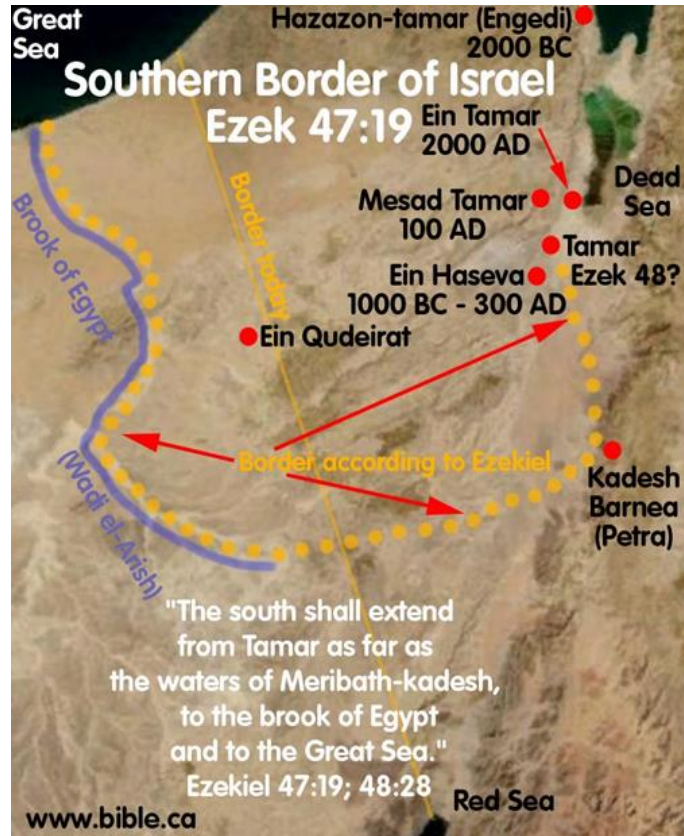 Great
Sea
Hazazon-tamar (Engedi)
2000 BC
Southern Border of Israel
Ezek 47:19
Ein Tamar
2000 AD
Dead
Sea
Mesad Tamar
100 AD
Border today
Brook of Egypt
Tamar
Ezek 48?
Ein Haseva
1000 BC - 300 AD
Ein Qudeirat
Border according to Ezekiel
Kadesh
Barnea
(Petra)
(Wadi el-Arish)
"The south shall extend
from Tamar as far as
the waters of Meribath-kadesh,
to the brook of Egypt
and to the Great Sea."
Ezekiel 47:19; 48:28
Red Sea
www.bible.ca